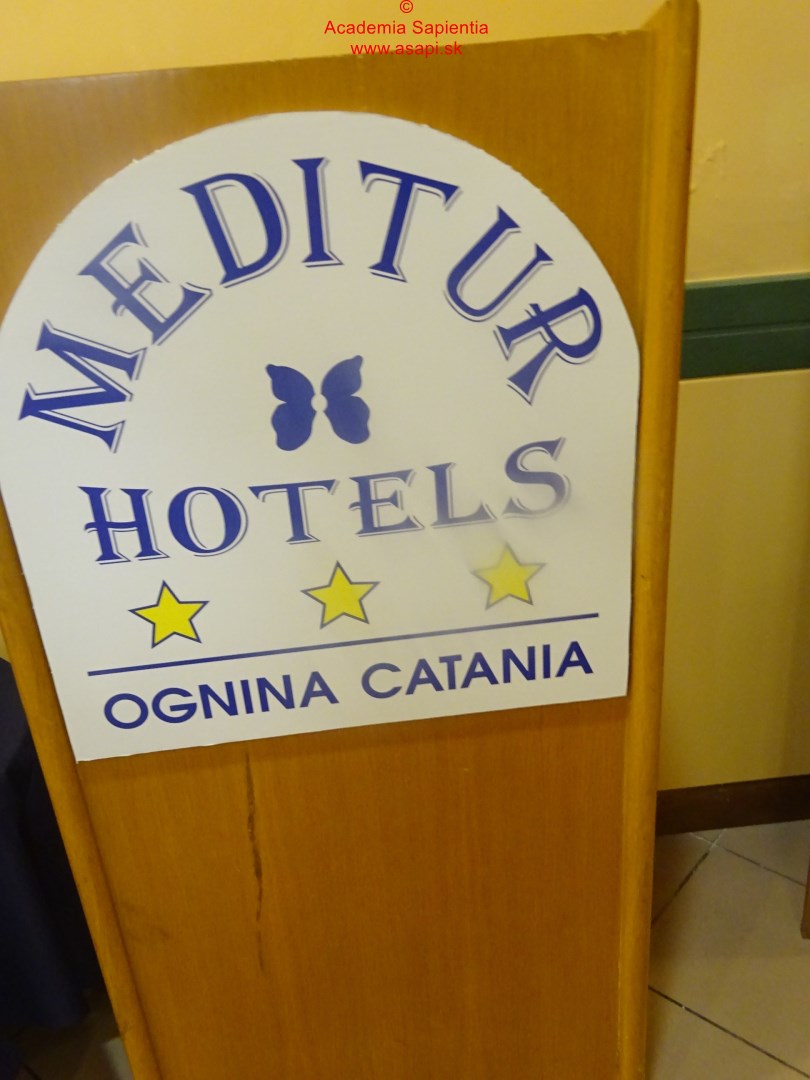 ©
Academia Sapientia
www.asapi.sk
MEDITUR
HOTELS
OGNINA CATANIA